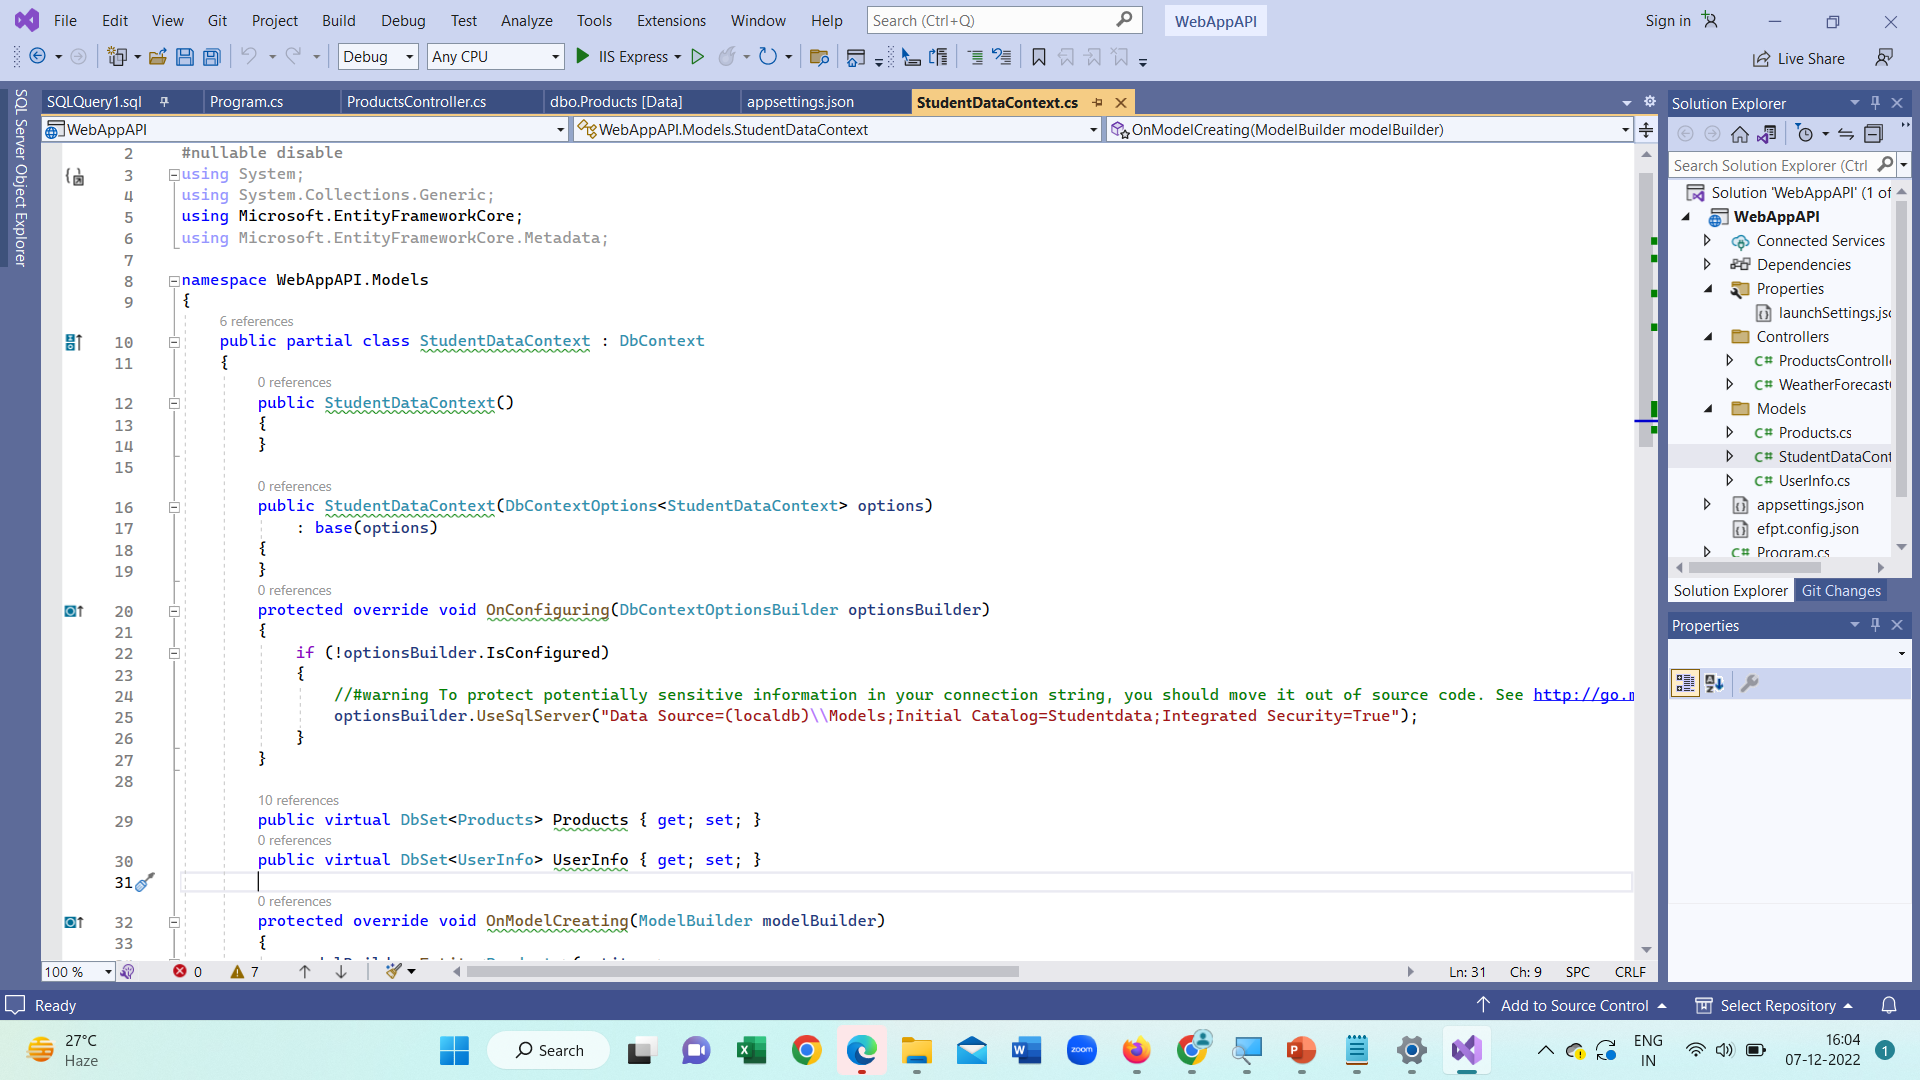 File Edit View Git Project Build Debug Test Analyze Tools Extensions Window Help Search (Ctrl+Q) WebAppAPI Sign in
Debug Any CPU IIS Express Live Share
SQL Server Object Explorer
SQLQuery1.sql Program.cs ProductsController.cs dbo.Products [Data] appsettings.json StudentDataContext.cs
WebAppAPI WebAppAPI.Models.StudentDataContext OnModelCreating(ModelBuilder modelBuilder)
2 #nullable disable
3 using System;
4 using System.Collections.Generic;
5 using Microsoft.EntityFrameworkCore;
6 using Microsoft.EntityFrameworkCore.Metadata;
7
8 namespace WebAppAPI.Models
9 {
6 references
10 public partial class StudentDataContext : DbContext
11 {
0 references
12 public StudentDataContext()
13 {
14 }
15
0 references
16 public StudentDataContext(DbContextOptions<StudentDataContext> options)
17 : base(options)
18 {
19 }
0 references
20 protected override void OnConfiguring(DbContextOptionsBuilder optionsBuilder)
21 {
22 if (!optionsBuilder.IsConfigured)
23 {
24 //#warning To protect potentially sensitive information in your connection string, you should move it out of source code. See http://go.m
25 optionsBuilder.UseSqlServer("Data Source=(localdb)\\Models;Initial Catalog=Studentdata;Integrated Security=True");
26 }
27 }
28
10 references
29 public virtual DbSet<Products> Products { get; set; }
0 references
30 public virtual DbSet<UserInfo> UserInfo { get; set; }
31
0 references
32 protected override void OnModelCreating(ModelBuilder modelBuilder)
33 {
100 % 0 7 Ln: 31 Ch: 9 SPC CRLF
Solution Explorer
Search Solution Explorer (Ctrl
Solution 'WebAppAPI' (1 of
WebAppAPI
Connected Services
Dependencies
Properties
launchSettings.jso
Controllers
ProductsControlle
WeatherForecast
Models
Products.cs
StudentDataCont
UserInfo.cs
appsettings.json
efpt.config.json
Program.cs
Solution Explorer Git Changes
Properties
Ready Add to Source Control Select Repository
27°C
Haze
Search
zoom
ENG
IN
16:04
07-12-2022
1